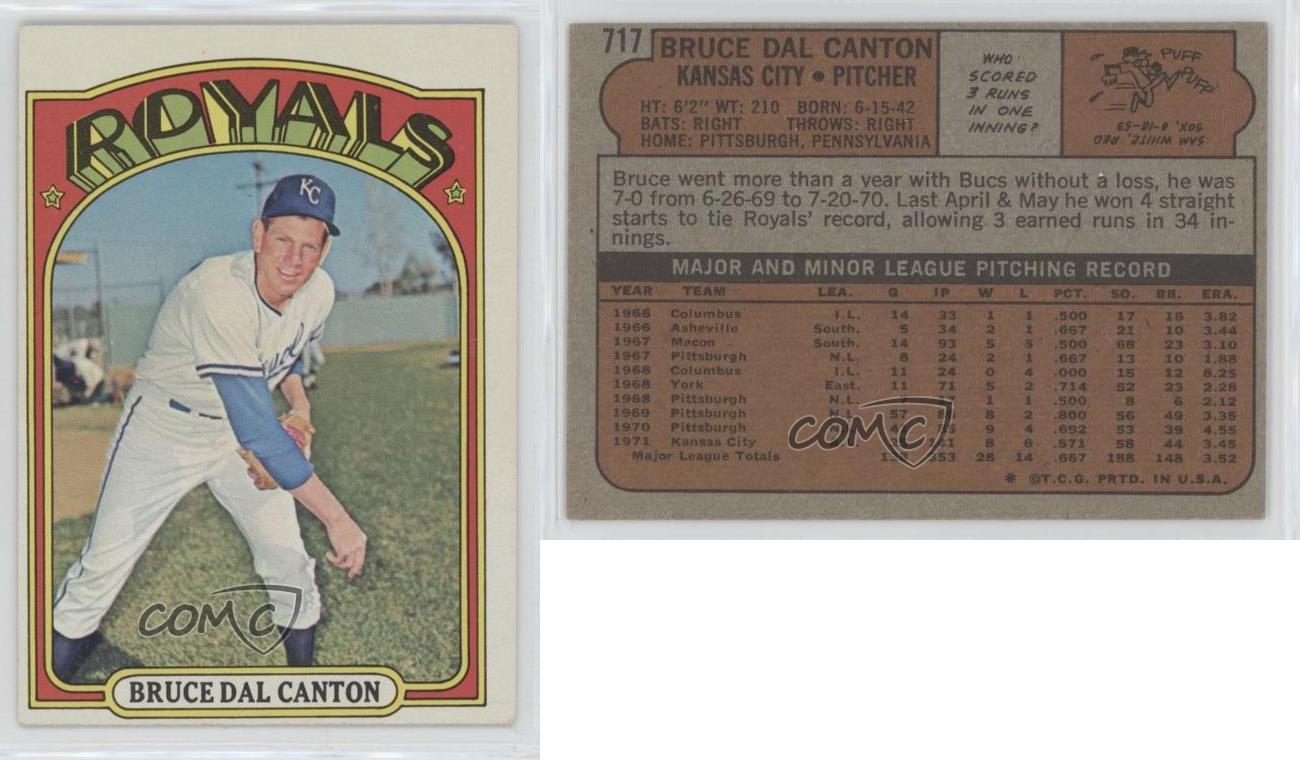 ROYALS
KC
COMC
BRUCE DAL CANTON
717
BRUCE DAL CANTON
KANSAS CITY • PITCHER
HT: 6'2" WT: 210 BORN: 6-15-42
BATS: RIGHT THROWS: RIGHT
HOME: PITTSBURGH, PENNSYLVANIA
WHO
SCORED
3 RUNS
IN ONE
INNING?
PUFF
PUFF
SAM WHITE, RED
SOX, 6-18-53
Bruce went more than a year with Bucs without a loss, he was
7-0 from 6-26-69 to 7-20-70. Last April & May he won 4 straight
starts to tie Royals' record, allowing 3 earned runs in 34 in-
nings.
MAJOR AND MINOR LEAGUE PITCHING RECORD
YEAR TEAM LEA. G IP W L PCT. SO. BB. ERA.
1966 Columbus I.L. 14 33 1 1 .500 17 16 3.82
1966 Asheville South. 5 34 2 1 .667 21 10 3.44
1967 Macon South. 14 93 5 5 .500 68 23 3.10
1967 Pittsburgh N.L. 8 24 2 1 .667 13 10 1.88
1968 Columbus I.L. 11 24 0 4 .000 15 12 8.25
1968 York East. 11 71 5 2 .714 52 23 2.28
1968 Pittsburgh N.L. 17 1 1 .500 8 6 2.12
1969 Pittsburgh N.L. 57 8 2 .800 56 49 3.35
1970 Pittsburgh 9 4 .692 53 39 4.55
1971 Kansas City 8 6 .571 58 44 3.45
Major League Totals 353 28 14 .667 188 148 3.52
COMC
* ©T.C.G. PRTD. IN U.S.A.